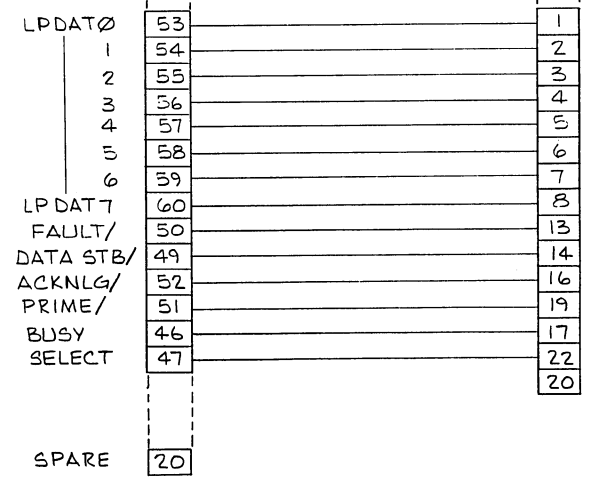 LPDATØ 53 1
1 54 2
2 55 3
3 56 4
4 57 5
5 58 6
6 59 7
LPDAT7 60 8
FAULT/ 50 13
DATA STB/ 49 14
ACKNLG/ 52 16
PRIME/ 51 19
BUSY 46 17
SELECT 47 22
20
SPARE 20